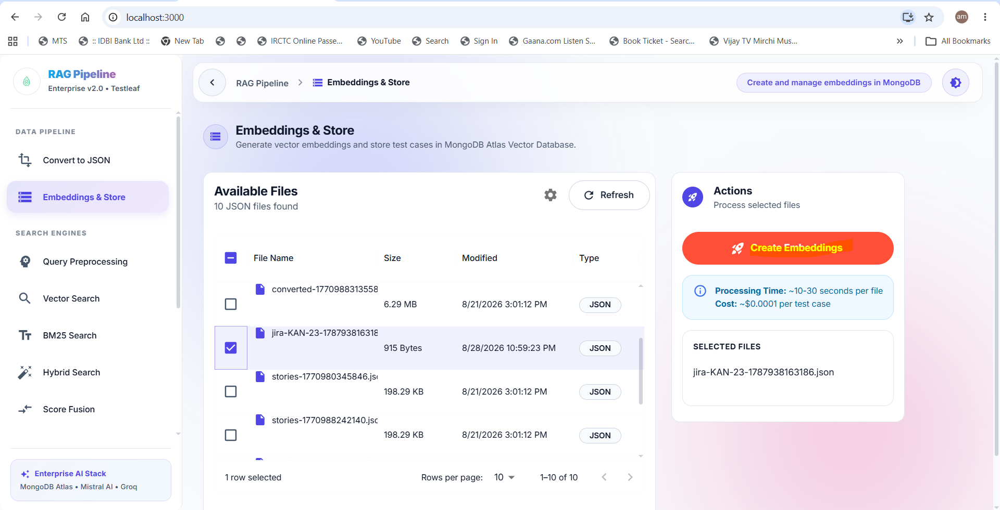 localhost:3000
am
MTS
:: IDBI Bank Ltd ::
New Tab
IRCTC Online Passe...
YouTube
Search
Sign In
Gaana.com Listen S...
Book Ticket - Searc...
Vijay TV Mirchi Mus...
All Bookmarks
RAG Pipeline
Enterprise v2.0 • Testleaf
DATA PIPELINE
Convert to JSON
Embeddings & Store
SEARCH ENGINES
Query Preprocessing
Vector Search
BM25 Search
Hybrid Search
Score Fusion
Enterprise AI Stack
MongoDB Atlas • Mistral AI • Groq
RAG Pipeline
Embeddings & Store
Create and manage embeddings in MongoDB
Embeddings & Store
Generate vector embeddings and store test cases in MongoDB Atlas Vector Database.
Available Files
10 JSON files found
Refresh
File Name Size Modified Type
converted-1770988313558
6.29 MB 8/21/2026 3:01:12 PM JSON
jira-KAN-23-178793816318
915 Bytes 8/28/2026 10:59:23 PM JSON
stories-1770980345846.jso
198.29 KB 8/21/2026 3:01:12 PM JSON
stories-1770988242140.jso
198.29 KB 8/21/2026 3:01:12 PM JSON
1 row selected
Rows per page: 10
1–10 of 10
Actions
Process selected files
Create Embeddings
Processing Time: ~10-30 seconds per file
Cost: ~$0.0001 per test case
SELECTED FILES
jira-KAN-23-1787938163186.json